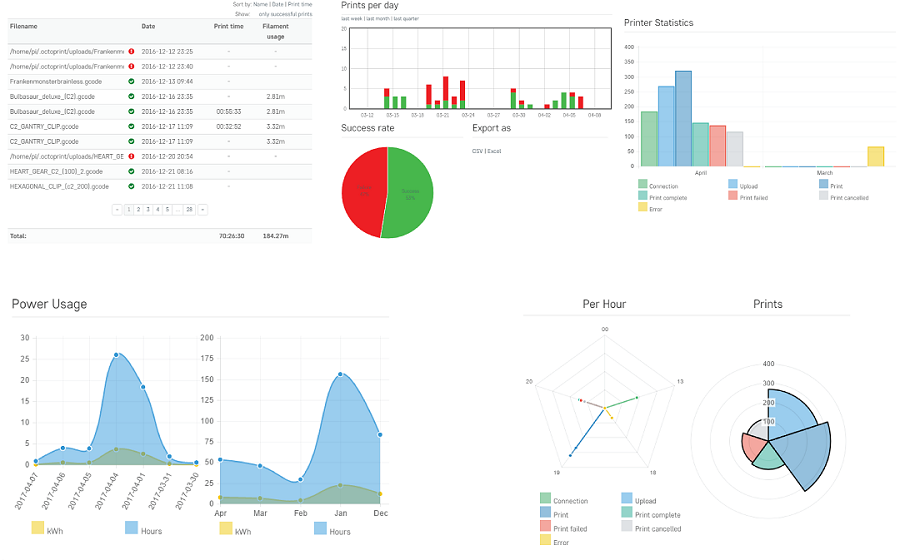 Sort by: Name | Date | Print time
Show: only successful prints
Filename Date Print time Filament usage
/home/pi/.octoprint/uploads/Frankenm 2016-12-12 23:25 - -
/home/pi/.octoprint/uploads/Frankenm 2016-12-12 23:40 - -
Frankenmonsterbrainless.gcode 2016-12-13 09:44 - -
Bulbasaur_deluxe_(C2).gcode 2016-12-16 23:35 - 2.81m
Bulbasaur_deluxe_(C2).gcode 2016-12-16 23:35 00:55:33 2.81m
C2_GANTRY_CLIP.gcode 2016-12-17 11:09 00:32:52 3.32m
C2_GANTRY_CLIP.gcode 2016-12-17 11:09 - 3.32m
/home/pi/.octoprint/uploads/HEART_GE 2016-12-20 20:54 - -
HEART_GEAR_C2_(100)_2.gcode 2016-12-21 08:16 -
HEXAGONAL_CLIP_(c2_200).gcode 2016-12-21 11:08 -
« 1 2 3 4 5 ... 28 »
Total: 70:26:30 184.27m
Prints per day
last week | last month | last quarter
20
15
10
5
0
03-12 03-15 03-19 03-21 03-24 03-27 03-30 04-02 04-05 04-09
Success rate
Export as
CSV | Excel
Success
Printer Statistics
400
350
300
250
200
150
100
50
0
April March
Connection Upload Print
Print complete Print failed Print cancelled
Error
Power Usage
30
25
20
15
10
5
0
2017-04-07 2017-04-06 2017-04-05 2017-04-04 2017-04-01 2017-03-31 2017-03-30
kWh Hours
200
175
150
125
100
75
50
25
0
Apr Mar Feb Jan Dec
kWh Hours
Per Hour
00
20 13
19 18
Connection Upload
Print Print complete
Print failed Print cancelled
Error
Prints
400
300
200
100